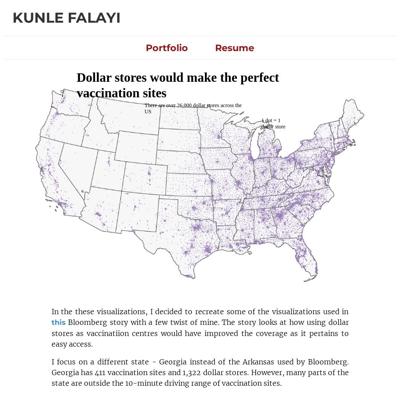 KUNLE FALAYI
Portfolio Resume
Dollar stores would make the perfect
vaccination sites
There are over 26,000 dollar stores across the
US
1 dot = 1
dollar store
In the these visualizations, I decided to recreate some of the visualizations used in
this Bloomberg story with a few twist of mine. The story looks at how using dollar
stores as vaccinatiion centres would have improved the coverage as it pertains to
easy access.
I focus on a different state - Georgia instead of the Arkansas used by Bloomberg.
Georgia has 411 vaccination sites and 1,322 dollar stores. However, many parts of the
state are outside the 10-minute driving range of vaccination sites.